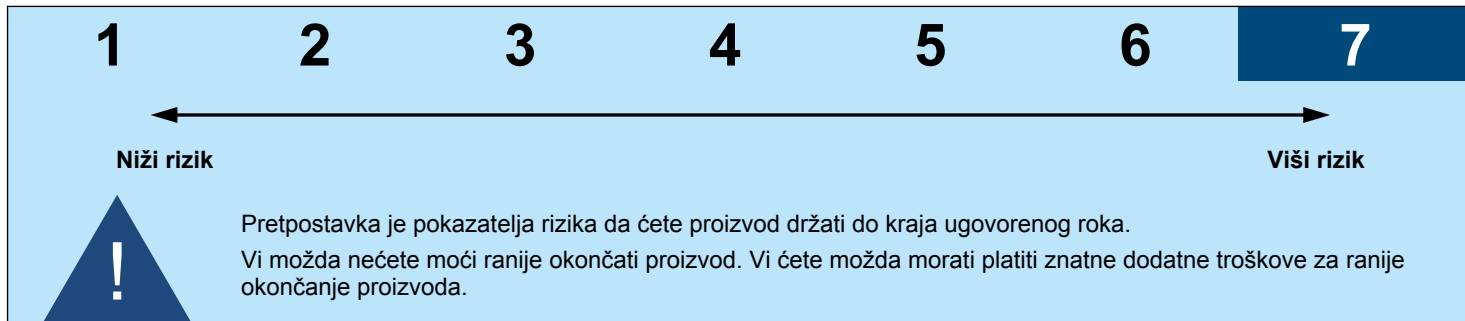 1 2 3 4 5 6 7
Niži rizik Viši rizik
!
Pretpostavka je pokazatelja rizika da ćete proizvod držati do kraja ugovorenog roka.
Vi možda nećete moći ranije okončati proizvod. Vi ćete možda morati platiti znatne dodatne troškove za ranije
okončanje proizvoda.